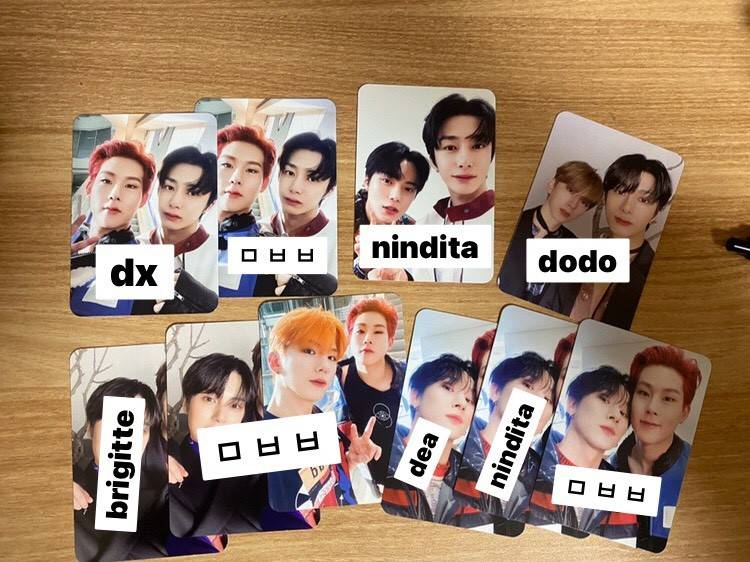 dx
ㅁㅂㅂ
nindita
dodo
brigitte
ㅁㅂㅂ
dea
nindita
ㅁㅂㅂ